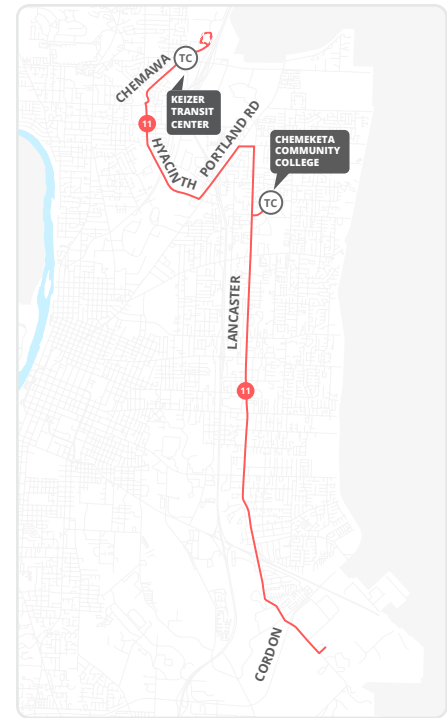 CHEMAWA
TC
KEIZER
TRANSIT
CENTER
11
HYACINTH
PORTLAND RD
CHEMEKETA
COMMUNITY
COLLEGE
TC
LANCASTER
11
CORDON